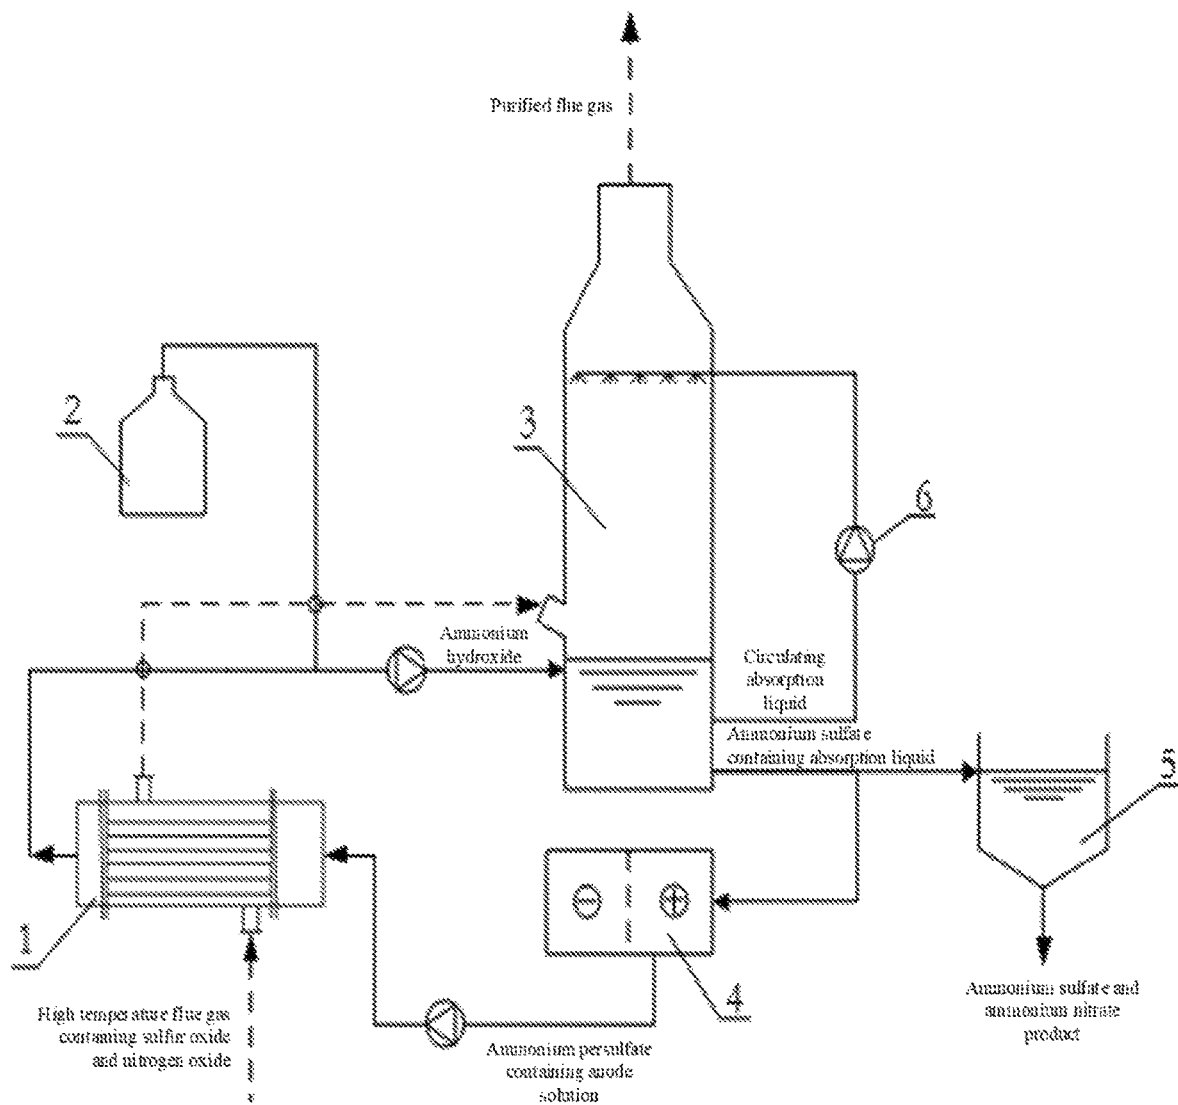 Purified flue gas
2
3
6
Ammonium
hydroxide
Circulating
absorption
liquid
Ammonium sulfate
containing absorption liquid
5
1
4
High temperature flue gas
containing sulfur oxide
and nitrogen oxide
Ammonium persulfate
containing anode
solution
Ammonium sulfate and
ammonium nitrate
product